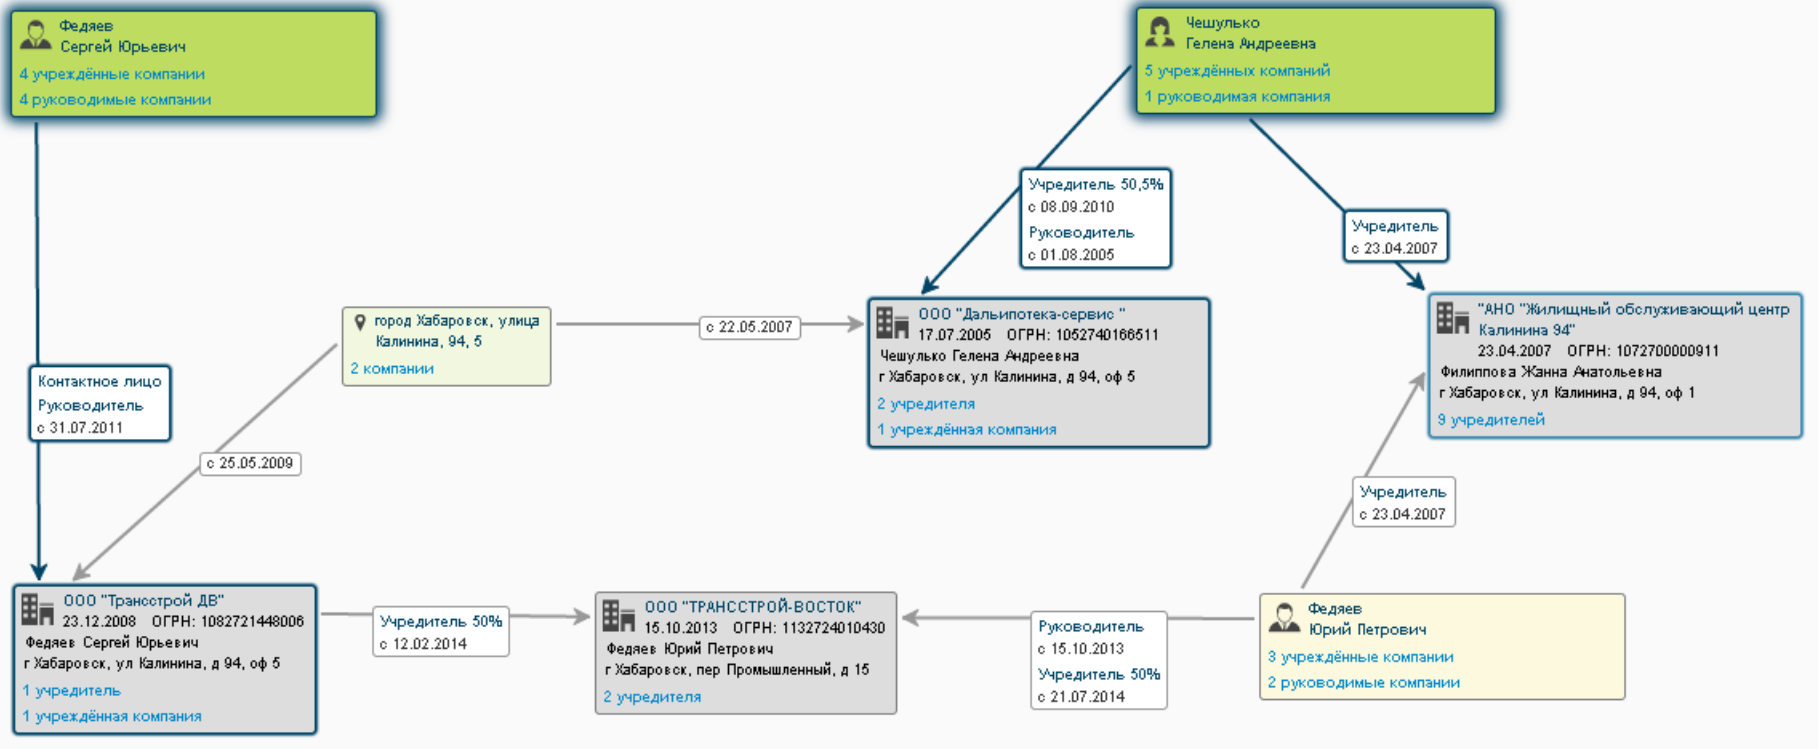 Федяев
Сергей Юрьевич
4 учреждённые компании
4 руководимые компании
Чешулько
Гелена Андреевна
5 учреждённых компаний
1 руководимая компания
Учредитель 50,5%
с 08.09.2010
Руководитель
с 01.08.2005
Учредитель
с 23.04.2007
город Хабаровск, улица
Калинина, 94, 5
2 компании
с 22.05.2007
ООО "Дальипотека-сервис "
17.07.2005 ОГРН: 1052740166511
Чешулько Гелена Андреевна
г Хабаровск, ул Калинина, д 94, оф 5
2 учредителя
1 учреждённая компания
"АНО "Жилищный обслуживающий центр
Калинина 94"
23.04.2007 ОГРН: 1072700000911
Филиппова Жанна Анатольевна
г Хабаровск, ул Калинина, д 94, оф 1
9 учредителей
Контактное лицо
Руководитель
с 31.07.2011
с 25.05.2009
Учредитель
с 23.04.2007
ООО "Трансстрой ДВ"
23.12.2008 ОГРН: 1082721448006
Федяев Сергей Юрьевич
г Хабаровск, ул Калинина, д 94, оф 5
1 учредитель
1 учреждённая компания
Учредитель 50%
с 12.02.2014
ООО "ТРАНССТРОЙ-ВОСТОК"
15.10.2013 ОГРН: 1132724010430
Федяев Юрий Петрович
г Хабаровск, пер Промышленный, д 15
2 учредителя
Руководитель
с 15.10.2013
Учредитель 50%
с 21.07.2014
Федяев
Юрий Петрович
3 учреждённые компании
2 руководимые компании